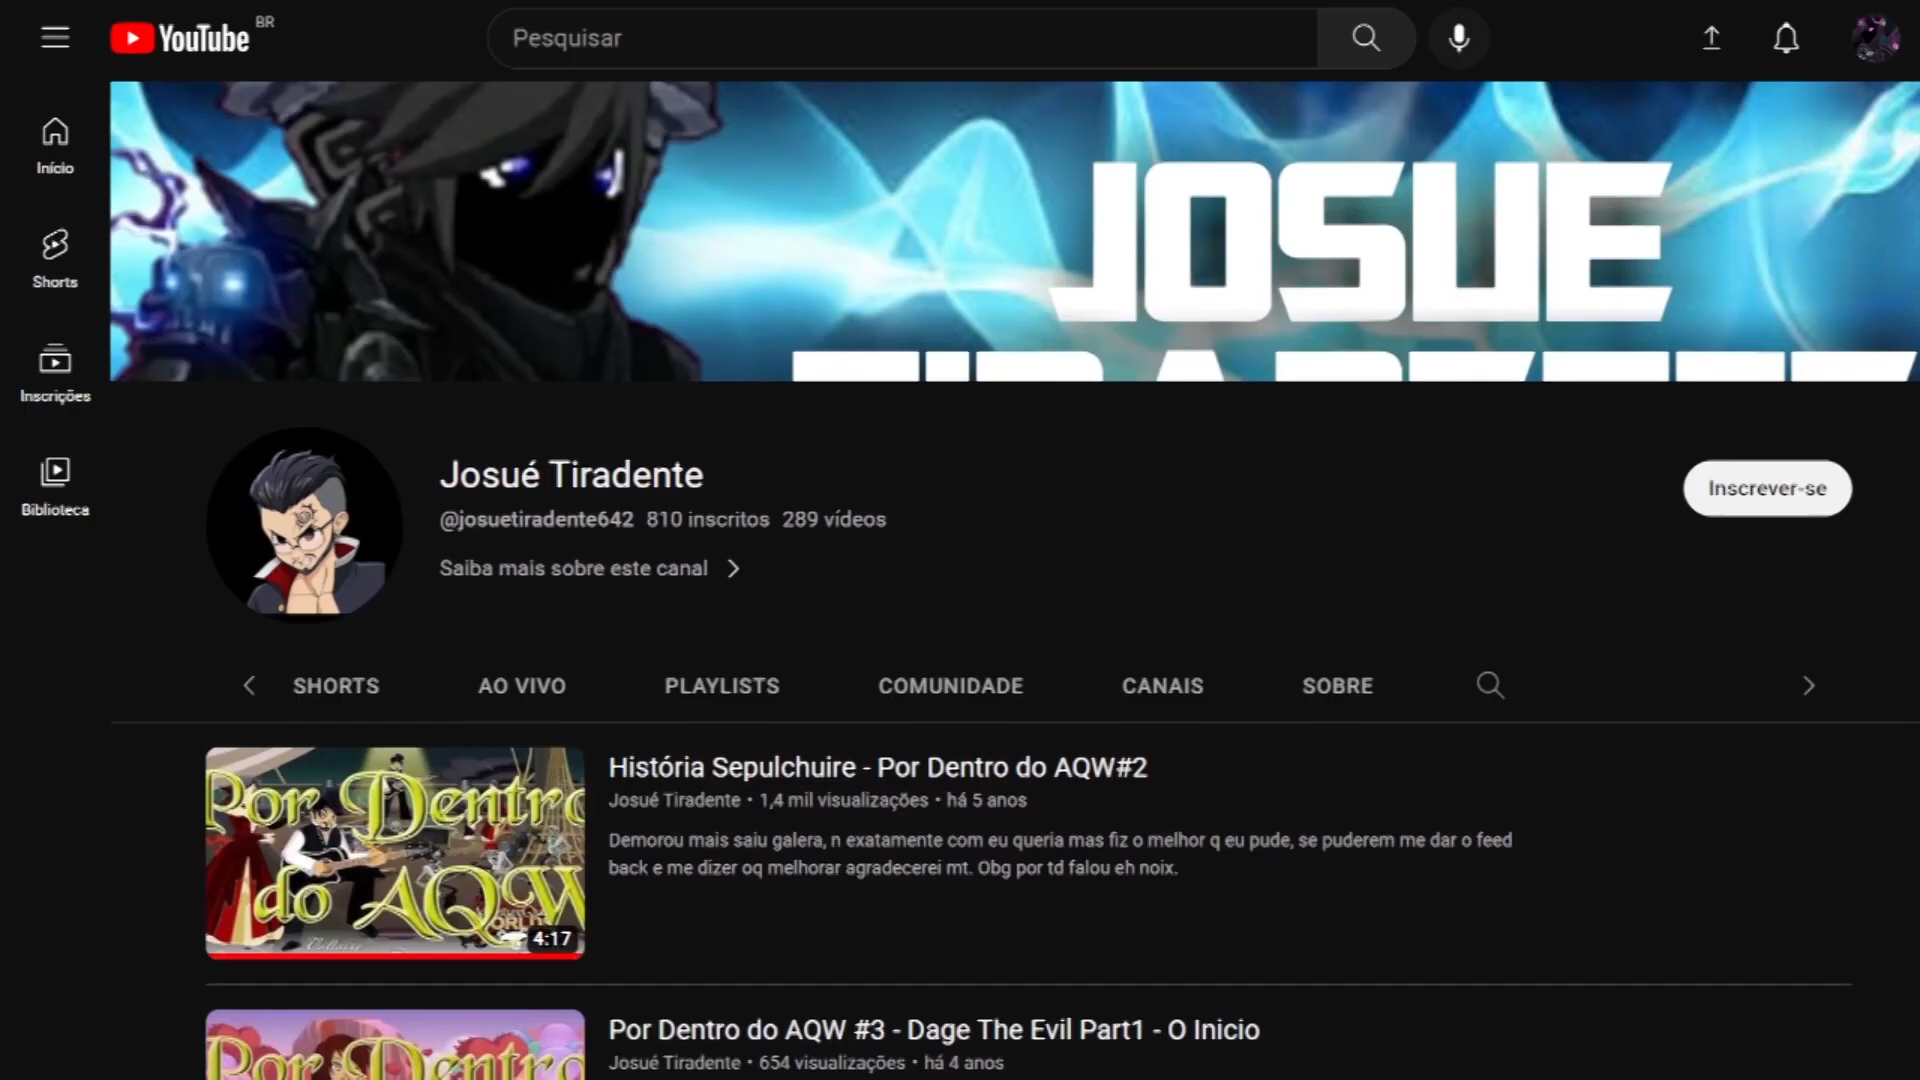 YouTube BR
Pesquisar
Início
Shorts
Inscrições
Biblioteca
JOSUE
Josué Tiradente
@josuetiradente642 810 inscritos 289 vídeos
Saiba mais sobre este canal
Inscrever-se
SHORTS AO VIVO PLAYLISTS COMUNIDADE CANAIS SOBRE
Por Dentro
do AQW
4:17
História Sepulchuire - Por Dentro do AQW#2
Josué Tiradente • 1,4 mil visualizações • há 5 anos
Demorou mais saiu galera, n exatamente com eu queria mas fiz o melhor q eu pude, se puderem me dar o feed
back e me dizer oq melhorar agradecerei mt. Obg por td falou eh noix.
Por Dentro
Por Dentro do AQW #3 - Dage The Evil Part1 - O Inicio
Josué Tiradente • 654 visualizações • há 4 anos